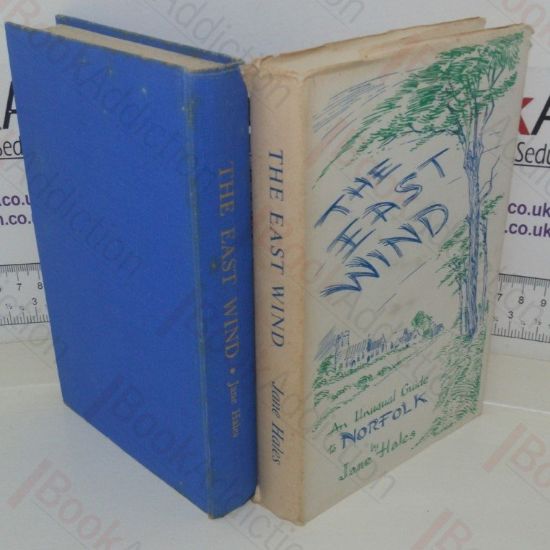 THE EAST WIND • Jane Hales
THE EAST WIND Jane Hales
THE
EAST
WIND
An Unusual Guide
to NORFOLK
by
Jane Hales
BookAddiction